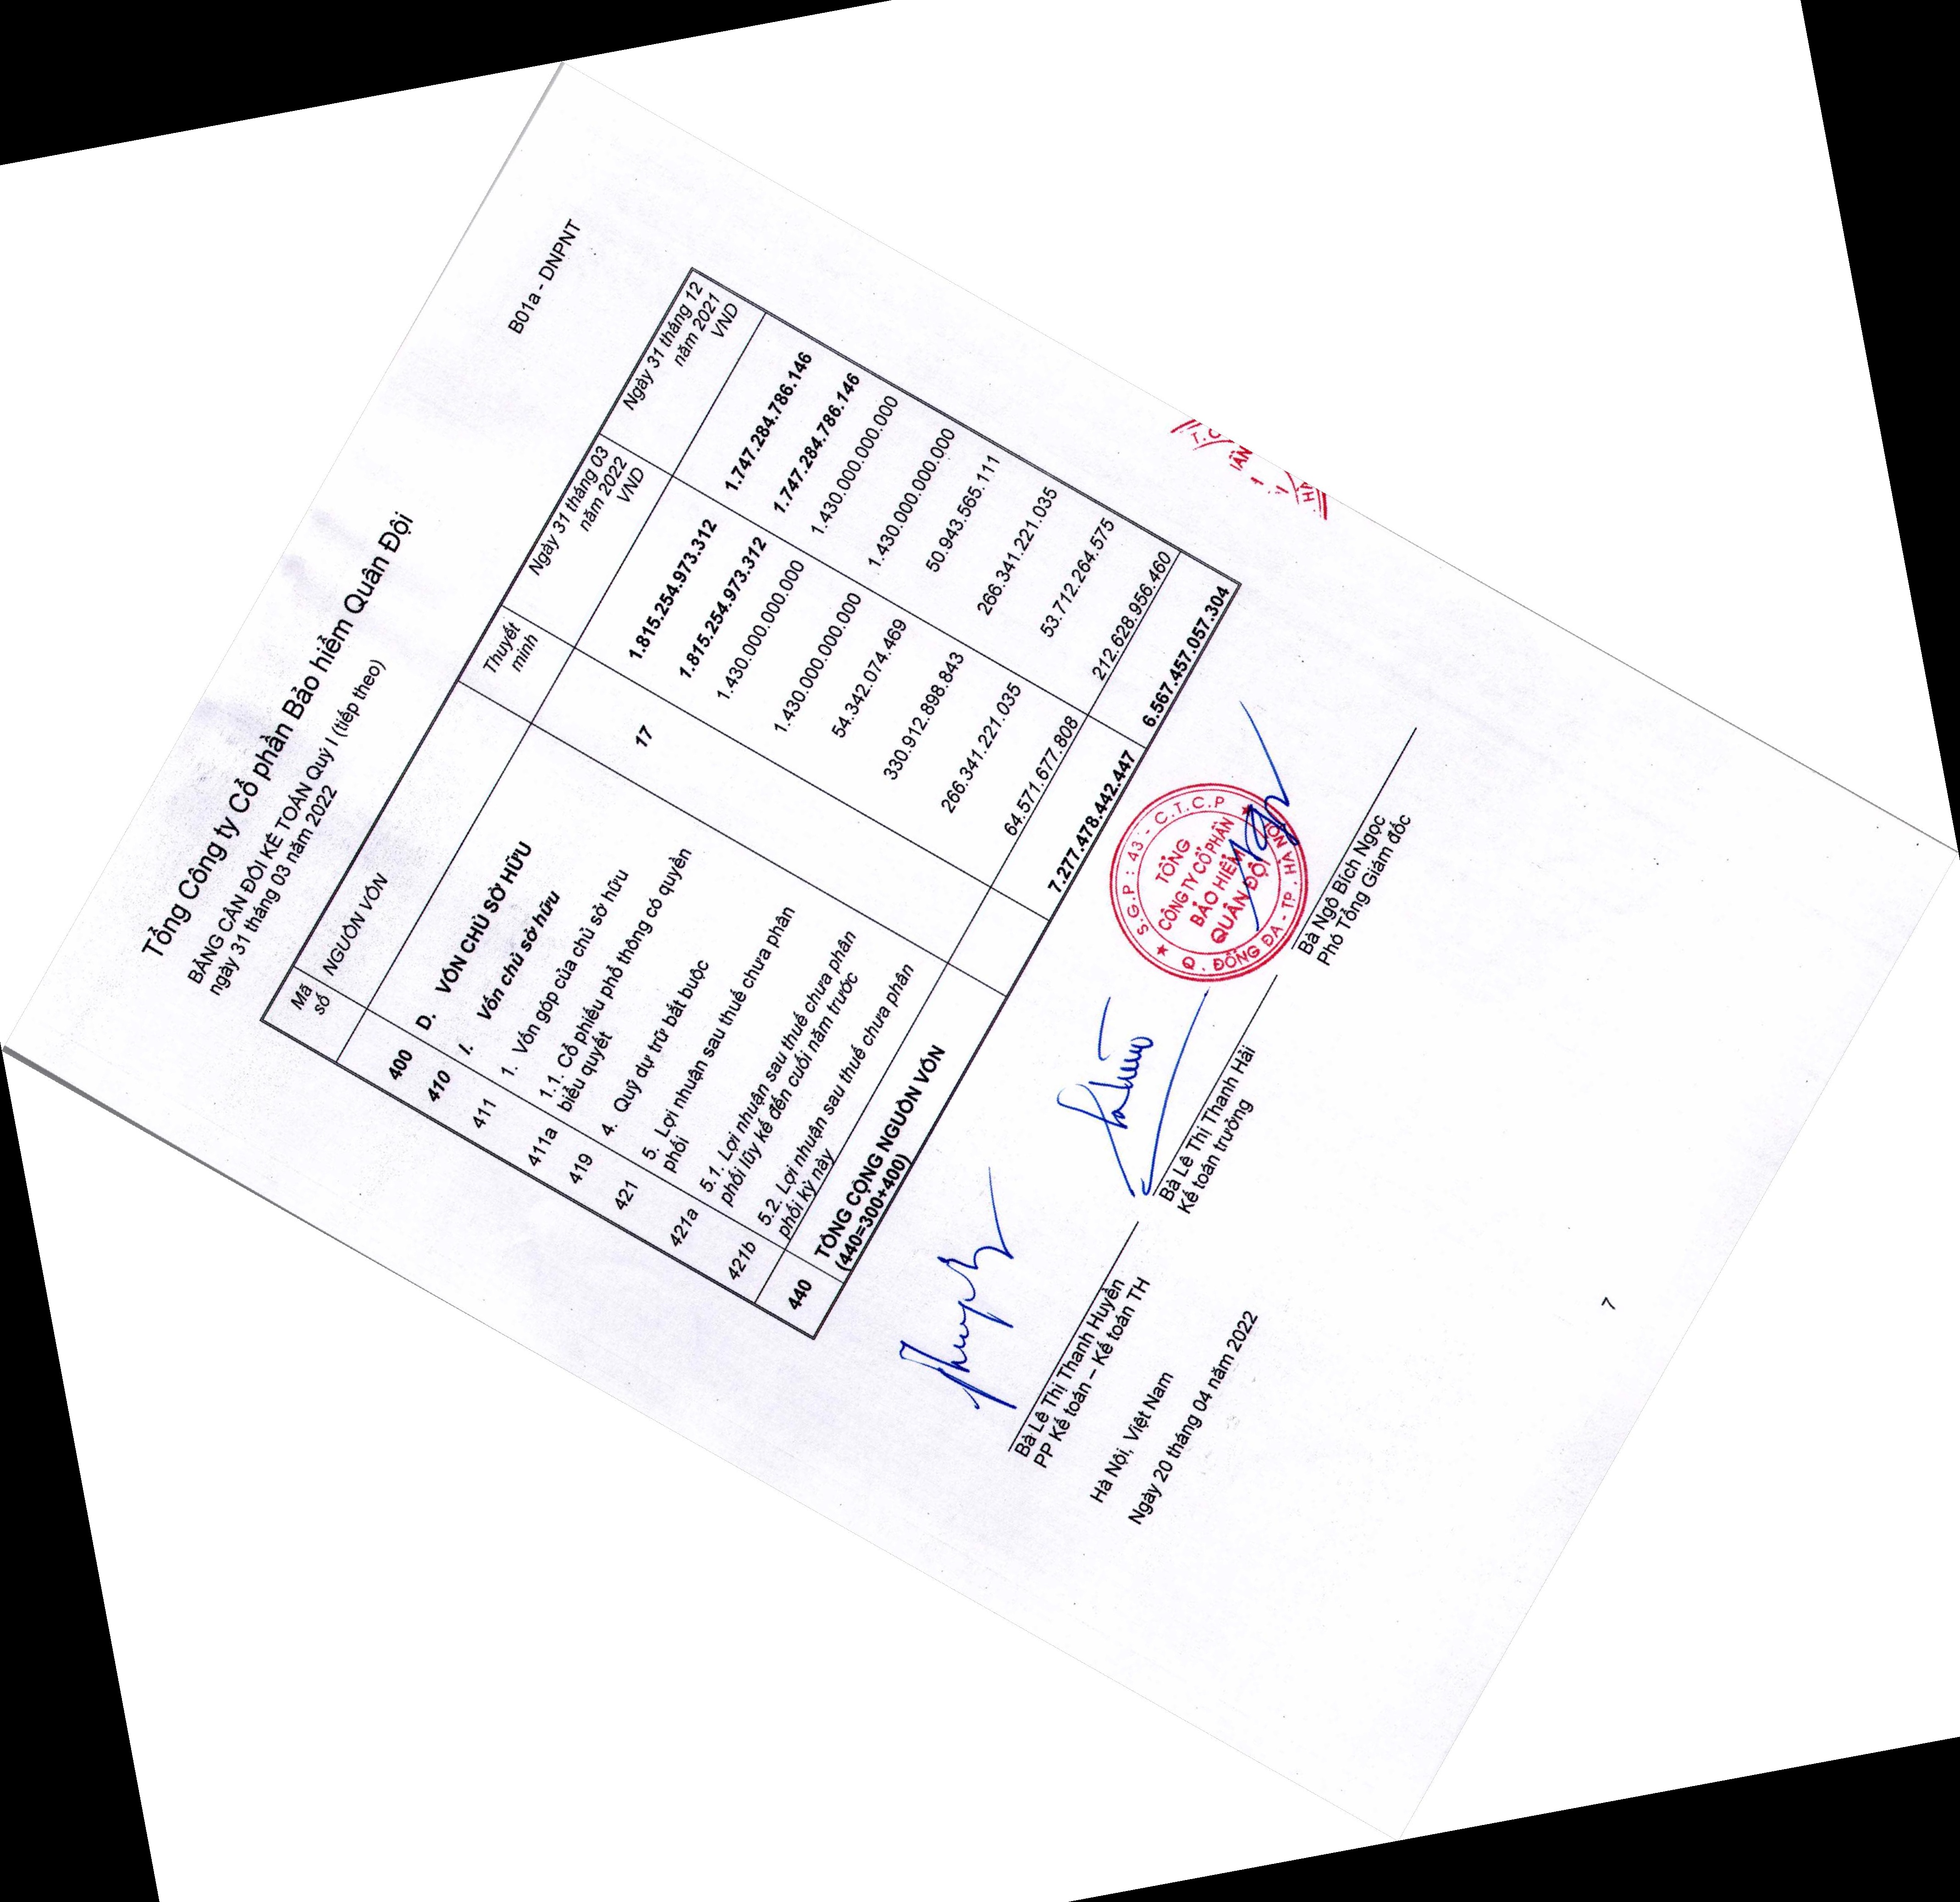 Tổng Công ty Cổ phần Bảo hiểm Quân Đội
BẢNG CÂN ĐỐI KẾ TOÁN Quý I (tiếp theo)
ngày 31 tháng 03 năm 2022
B01a - DNPNT
Mã số NGUỒN VỐN Thuyết minh Ngày 31 tháng 03 năm 2022 VND Ngày 31 tháng 12 năm 2021 VND
400 D. VỐN CHỦ SỞ HỮU 1.815.254.973.312 1.747.284.786.146
410 I. Vốn chủ sở hữu 17 1.815.254.973.312 1.747.284.786.146
411 1. Vốn góp của chủ sở hữu 1.430.000.000.000 1.430.000.000.000
411a 1.1. Cổ phiếu phổ thông có quyền
biểu quyết 1.430.000.000.000 1.430.000.000.000
419 4. Quỹ dự trữ bắt buộc 54.342.074.469 50.943.565.111
421 5. Lợi nhuận sau thuế chưa phân
phối 330.912.898.843 266.341.221.035
421a 5.1. Lợi nhuận sau thuế chưa phân
phối lũy kế đến cuối năm trước 266.341.221.035 53.712.264.575
421b 5.2. Lợi nhuận sau thuế chưa phân
phối kỳ này 64.571.677.808 212.628.956.460
440 TỔNG CỘNG NGUỒN VỐN
(440=300+400) 7.277.478.442.447 6.567.457.057.304
S.G.P : 43 - C.T.C.P
TỔNG
CÔNG TY CỔ PHẦN
BẢO HIỂM
QUÂN ĐỘI
Q. ĐỐNG ĐA - TP. HÀ NỘI
T.C
Bà Lê Thị Thanh Huyền
PP Kế toán – Kế toán TH
Bà Lê Thị Thanh Hải
Kế toán trưởng
Bà Ngô Bích Ngọc
Phó Tổng Giám đốc
Hà Nội, Việt Nam
Ngày 20 tháng 04 năm 2022
7